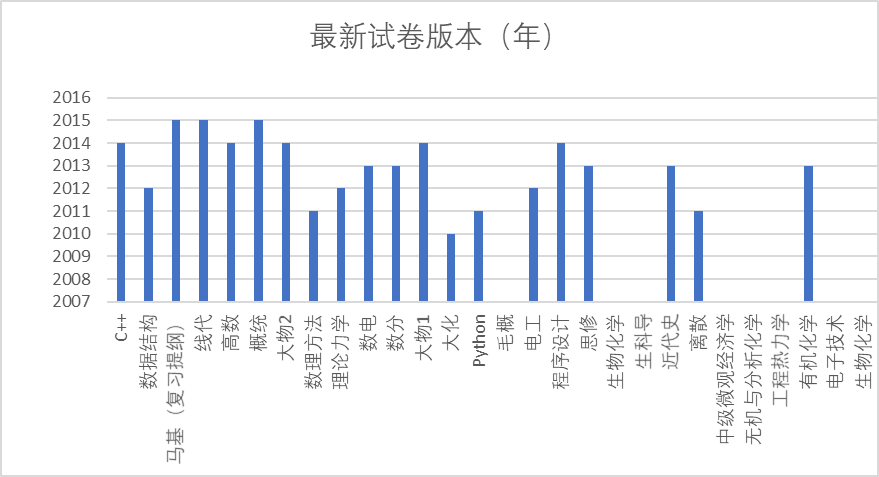 最新试卷版本（年）
2016
2015
2014
2013
2012
2011
2010
2009
2008
2007
C++
数据结构
马基（复习提纲）
线代
高数
概统
大物2
数理方法
理论力学
数电
数分
大物1
大化
Python
毛概
电工
程序设计
思修
生物化学
生科导
近代史
离散
中级微观经济学
无机与分析化学
工程热力学
有机化学
电子技术
生物化学